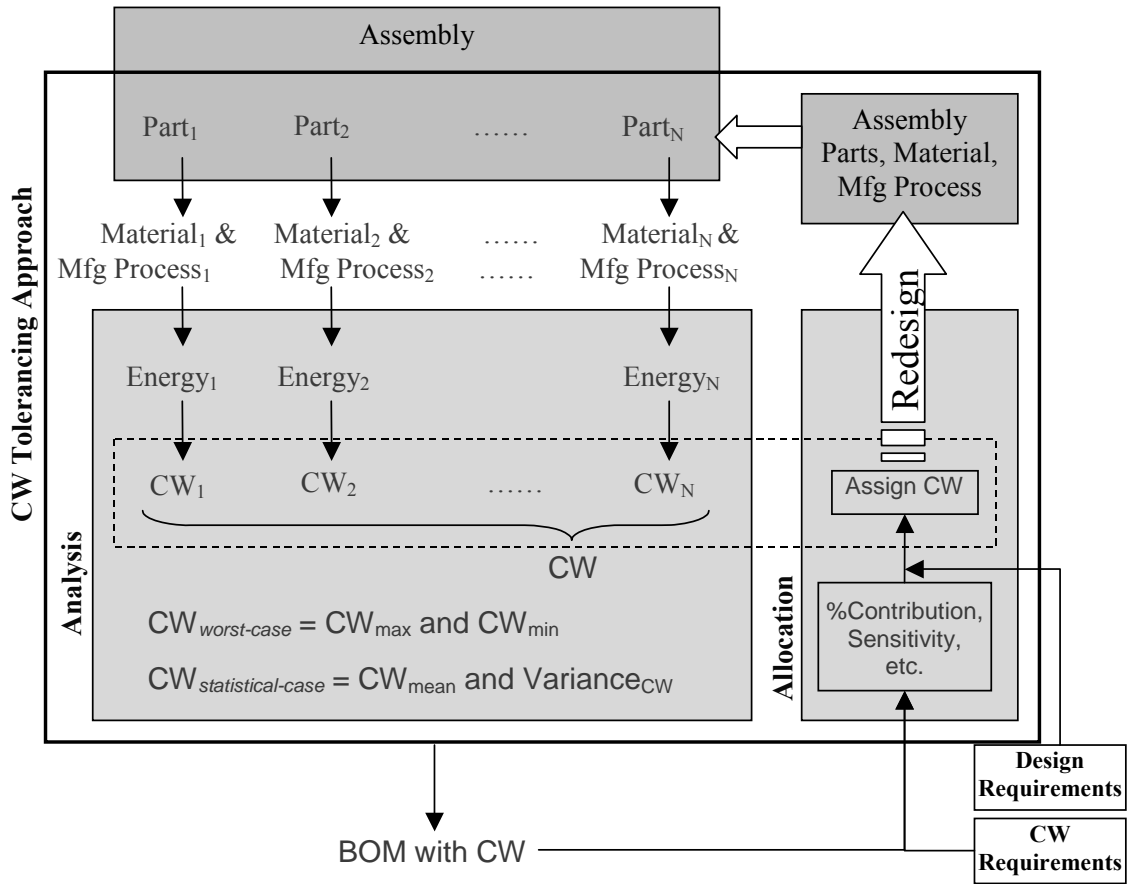 Assembly
Part1 Part2 ...... PartN
Assembly
Parts, Material,
Mfg Process
Material1 & Material2 & ...... MaterialN &
Mfg Process1 Mfg Process2 ...... Mfg ProcessN
CW Tolerancing Approach
Redesign
Energy1 Energy2 EnergyN
CW1 CW2 ...... CWN
Assign CW
CW
Analysis
CWworst-case = CWmax and CWmin
CWstatistical-case = CWmean and VarianceCW
Allocation
%Contribution,
Sensitivity,
etc.
Design
Requirements
BOM with CW
CW
Requirements